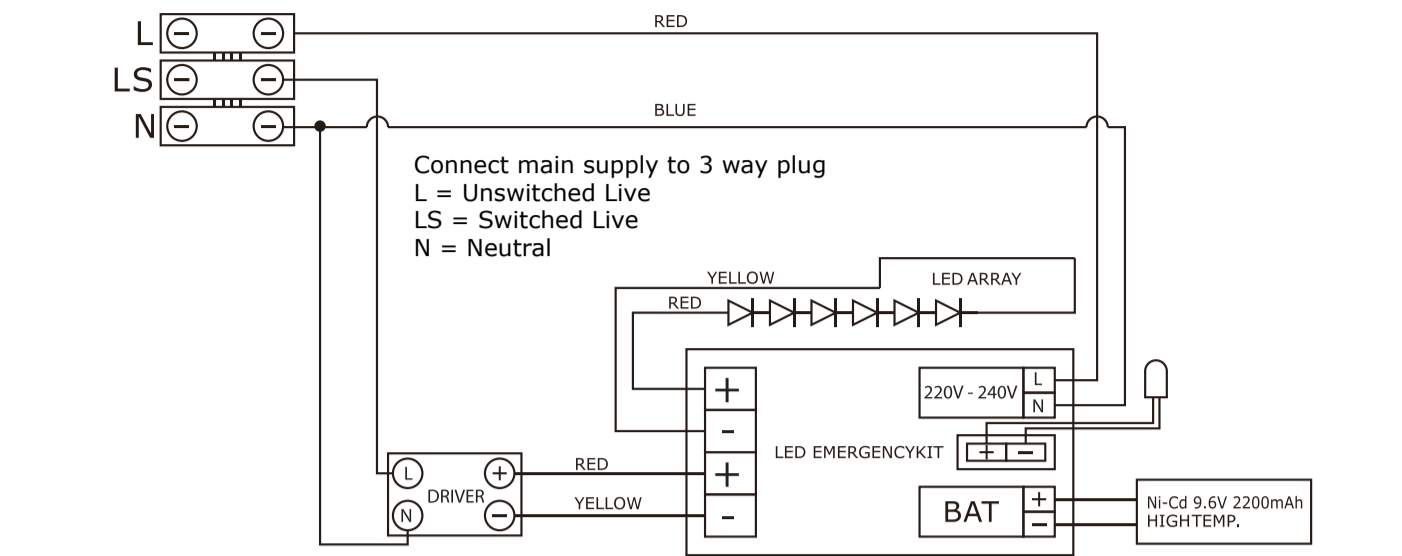 L
RED
LS
N
BLUE
Connect main supply to 3 way plug
L = Unswitched Live
LS = Switched Live
N = Neutral
YELLOW
LED ARRAY
RED
+
-
+
-
220V - 240V
L
N
LED EMERGENCYKIT
+ -
BAT
+
-
Ni-Cd 9.6V 2200mAh
HIGHTEMP.
L
+
DRIVER
N
-
RED
YELLOW